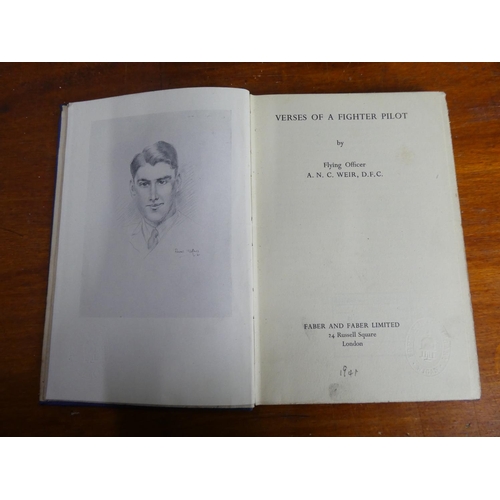 VERSES OF A FIGHTER PILOT
by
Flying Officer
A. N. C. WEIR, D.F.C.
FABER AND FABER LIMITED
24 Russell Square
London
1941